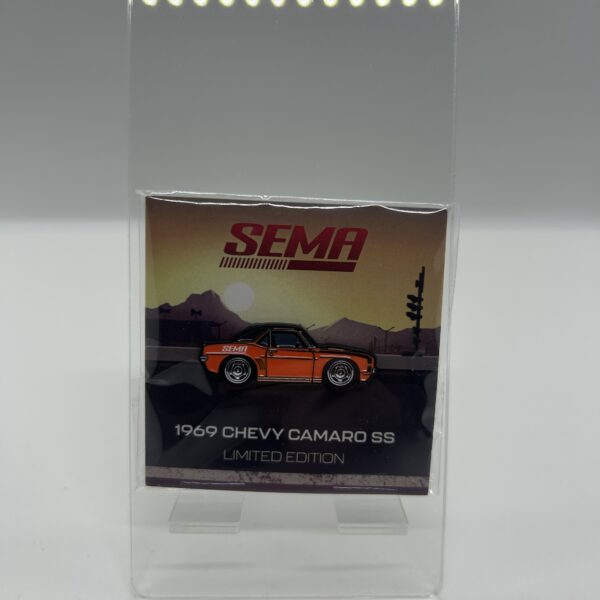 SEMA
SEMA
1969 CHEVY CAMARO SS
LIMITED EDITION